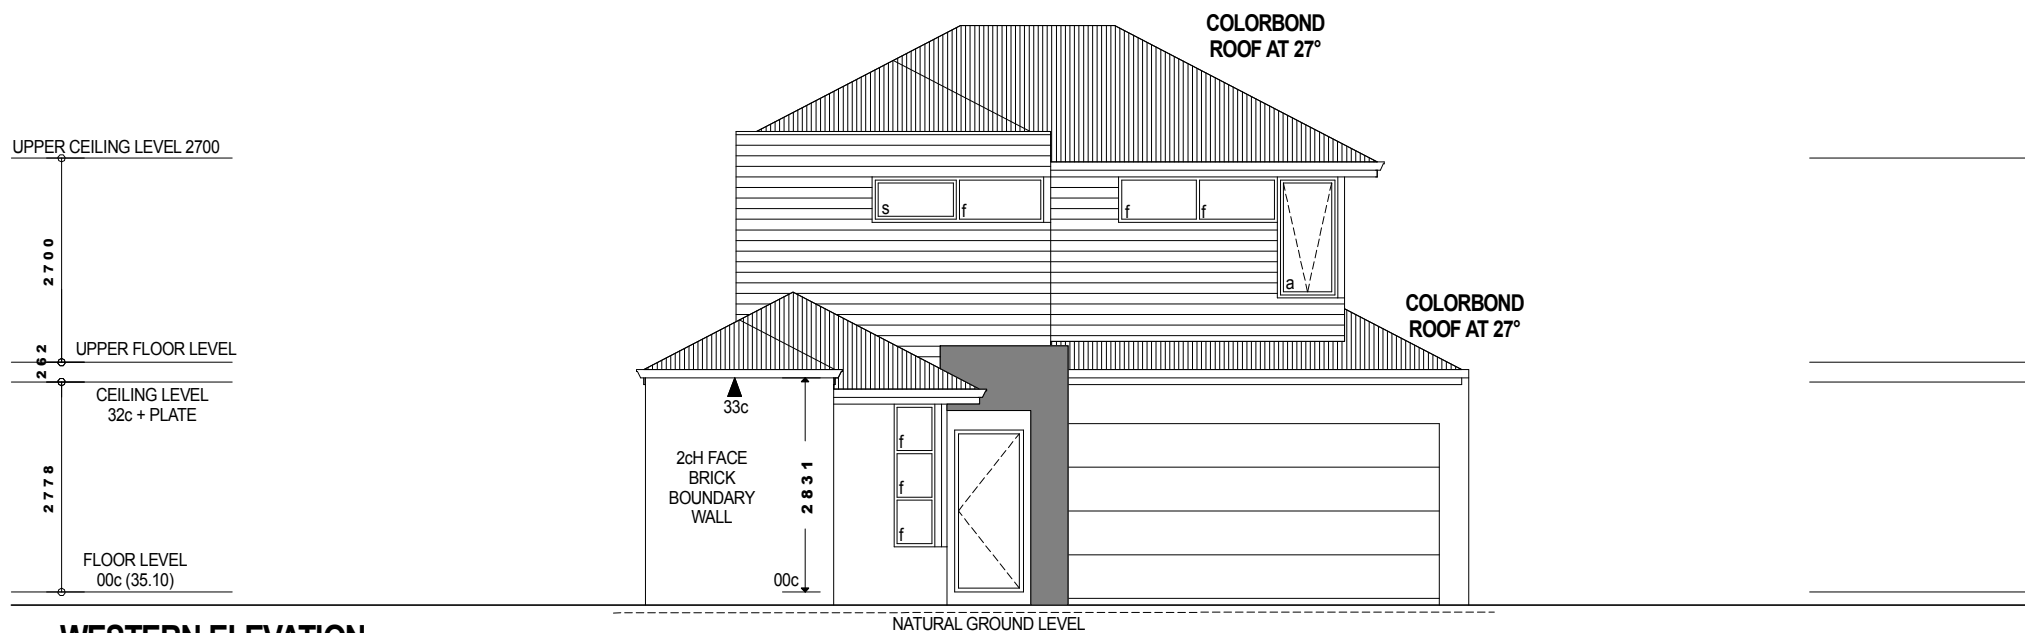 COLORBOND
ROOF AT 27°
UPPER CEILING LEVEL 2700
2700
s
f
f
f
a
COLORBOND
ROOF AT 27°
UPPER FLOOR LEVEL
262
CEILING LEVEL
32c + PLATE
33c
2778
2cH FACE
BRICK
BOUNDARY
WALL
2831
f
f
f
FLOOR LEVEL
00c (35.10)
00c
NATURAL GROUND LEVEL
WESTERN ELEVATION